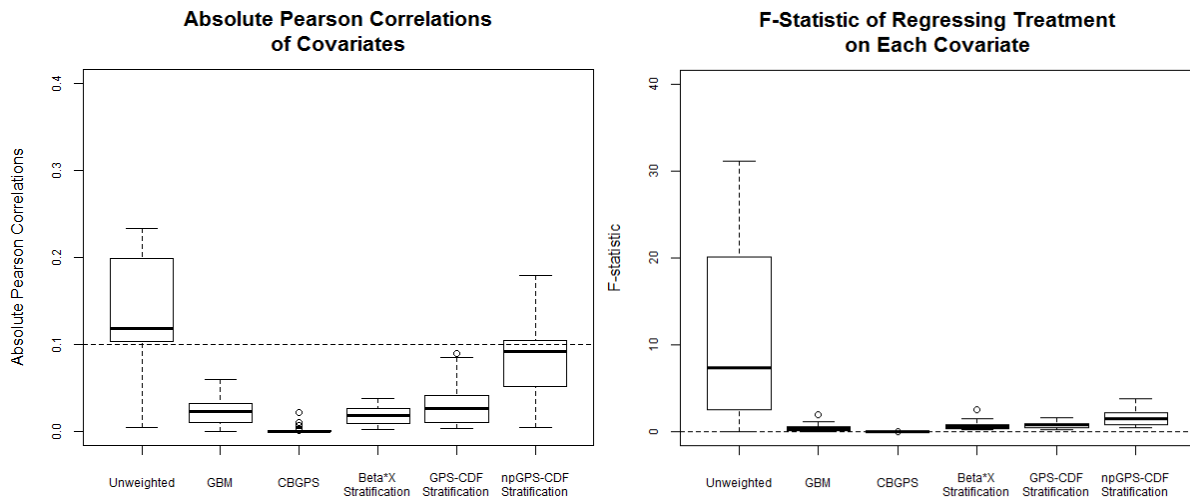 Absolute Pearson Correlations
of Covariates
Absolute Pearson Correlations
0.4
0.3
0.2
0.1
0.0
Unweighted
GBM
CBGPS
Beta*X
Stratification
GPS-CDF
Stratification
npGPS-CDF
Stratification
F-Statistic of Regressing Treatment
on Each Covariate
F-statistic
40
30
20
10
0
Unweighted
GBM
CBGPS
Beta*X
Stratification
GPS-CDF
Stratification
npGPS-CDF
Stratification